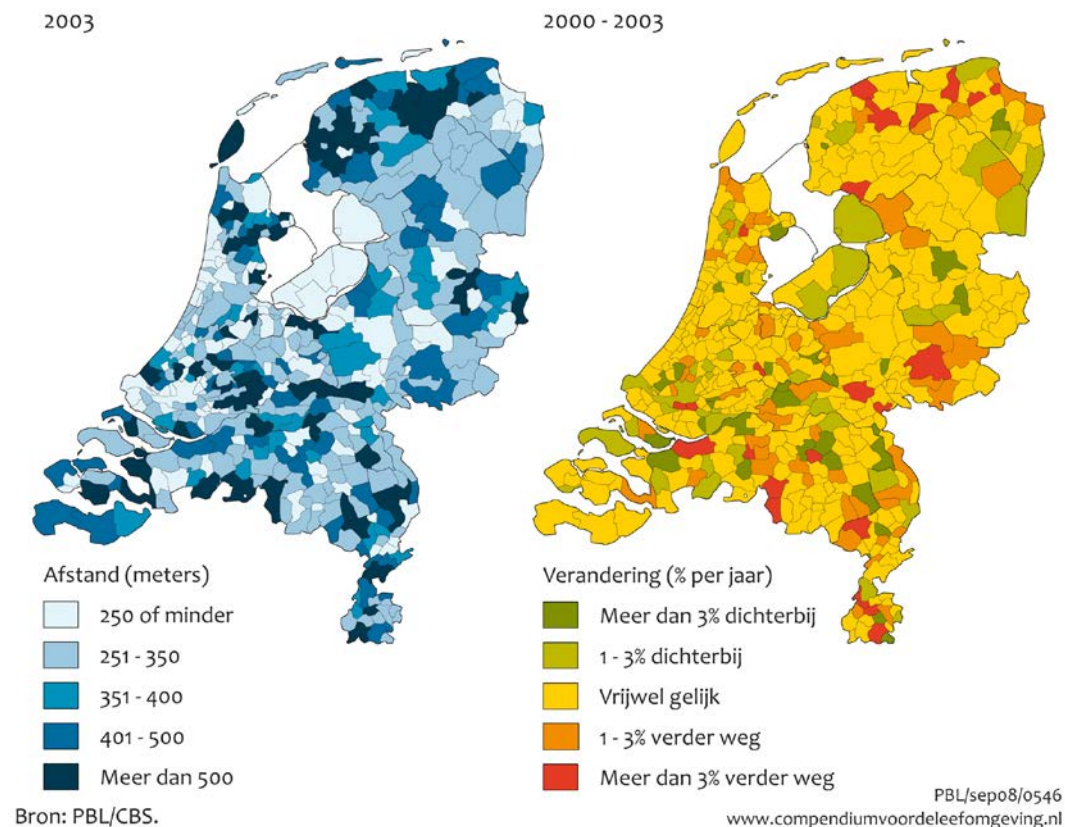 2003
2000 - 2003
Afstand (meters)
250 of minder
251 - 350
351 - 400
401 - 500
Meer dan 500
Verandering (% per jaar)
Meer dan 3% dichterbij
1 - 3% dichterbij
Vrijwel gelijk
1 - 3% verder weg
Meer dan 3% verder weg
Bron: PBL/CBS.
PBL/sep08/0546
www.compendiumvoordeleefomgeving.nl